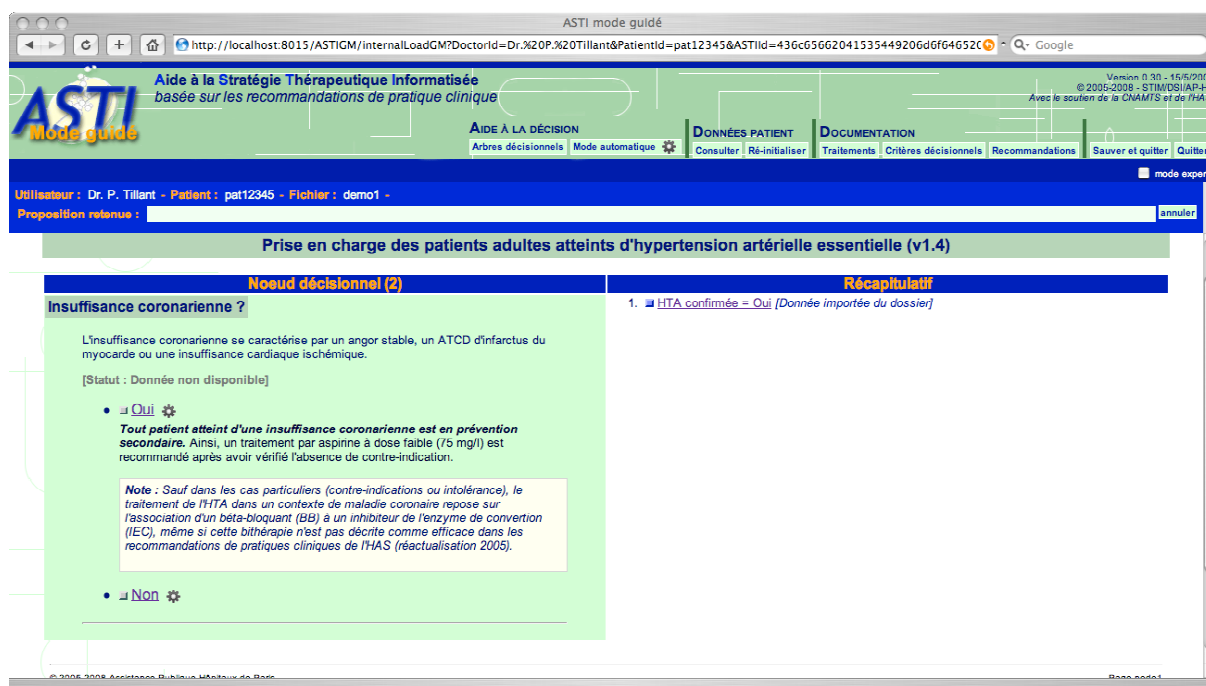 ASTI mode guidé
http://localhost:8015/ASTIGM/internalLoadGM?DoctorId=Dr.%20P.%20Tillant&PatientId=pat12345&ASTIId=436c65662041535449206d6f64652
Google
ASTI
Mode guidé
Aide à la Stratégie Thérapeutique Informatisée
basée sur les recommandations de pratique clinique
Version 0.30 - 15/5/200
© 2005-2008 - STIM/DSI/AP-H
Avec le soutien de la CNAMTS et de l'HA
AIDE À LA DÉCISION
Arbres décisionnels Mode automatique
DONNÉES PATIENT
Consulter Ré-initialiser
DOCUMENTATION
Traitements Critères décisionnels Recommandations
Sauver et quitter Quitter
mode exper
Utilisateur : Dr. P. Tillant - Patient : pat12345 - Fichier : demo1 -
Proposition retenue : annuler
Prise en charge des patients adultes atteints d'hypertension artérielle essentielle (v1.4)
Noeud décisionnel (2)
Insuffisance coronarienne ?
L'insuffisance coronarienne se caractérise par un angor stable, un ATCD d'infarctus du
myocarde ou une insuffisance cardiaque ischémique.
[Statut : Donnée non disponible]
• Oui
Tout patient atteint d'une insuffisance coronarienne est en prévention
secondaire. Ainsi, un traitement par aspirine à dose faible (75 mg/l) est
recommandé après avoir vérifié l'absence de contre-indication.
Note : Sauf dans les cas particuliers (contre-indications ou intolérance), le
traitement de l'HTA dans un contexte de maladie coronaire repose sur
l'association d'un bêta-bloquant (BB) à un inhibiteur de l'enzyme de convertion
(IEC), même si cette bithérapie n'est pas décrite comme efficace dans les
recommandations de pratiques cliniques de l'HAS (réactualisation 2005).
• Non
Récapitulatif
1. HTA confirmée = Oui [Donnée importée du dossier]
© 2005-2008 Assistance Publique Hôpitaux de Paris
Page node1